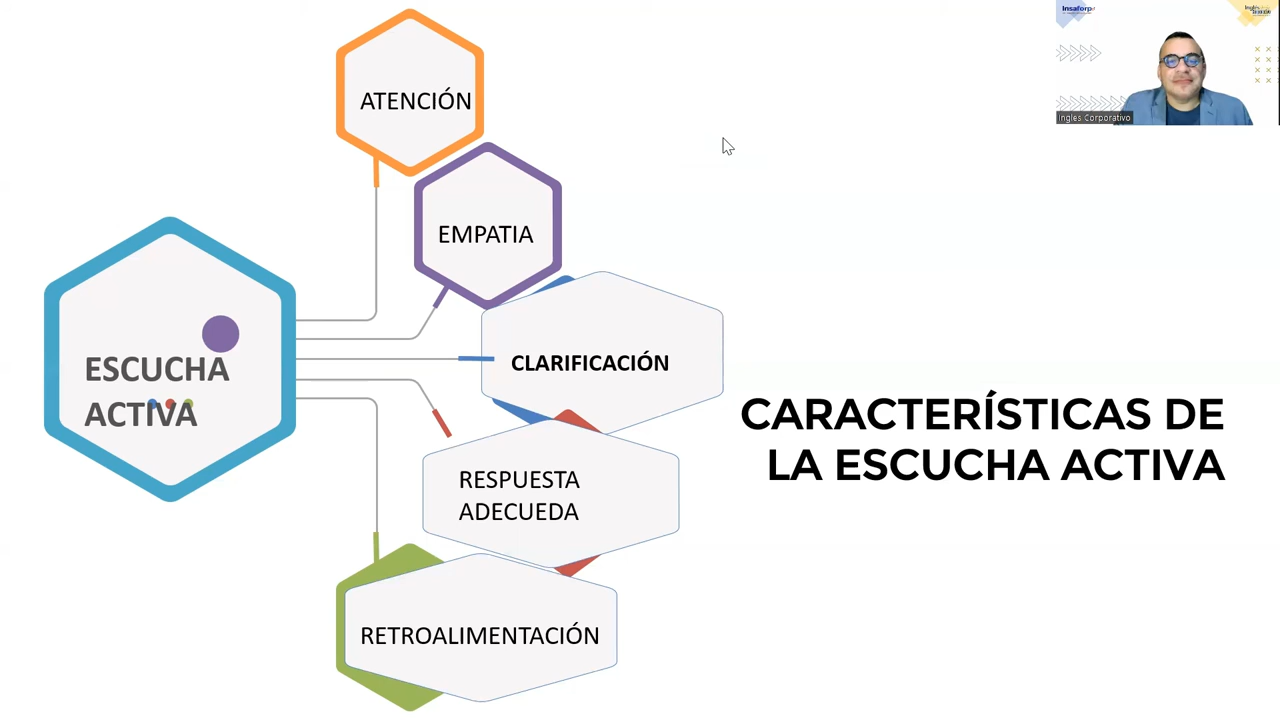 ATENCIÓN
EMPATIA
ESCUCHA
ACTIVA
CLARIFICACIÓN
RESPUESTA
ADECUEDA
RETROALIMENTACIÓN
CARACTERÍSTICAS DE
LA ESCUCHA ACTIVA
Insaforp
Ingles Corporativo